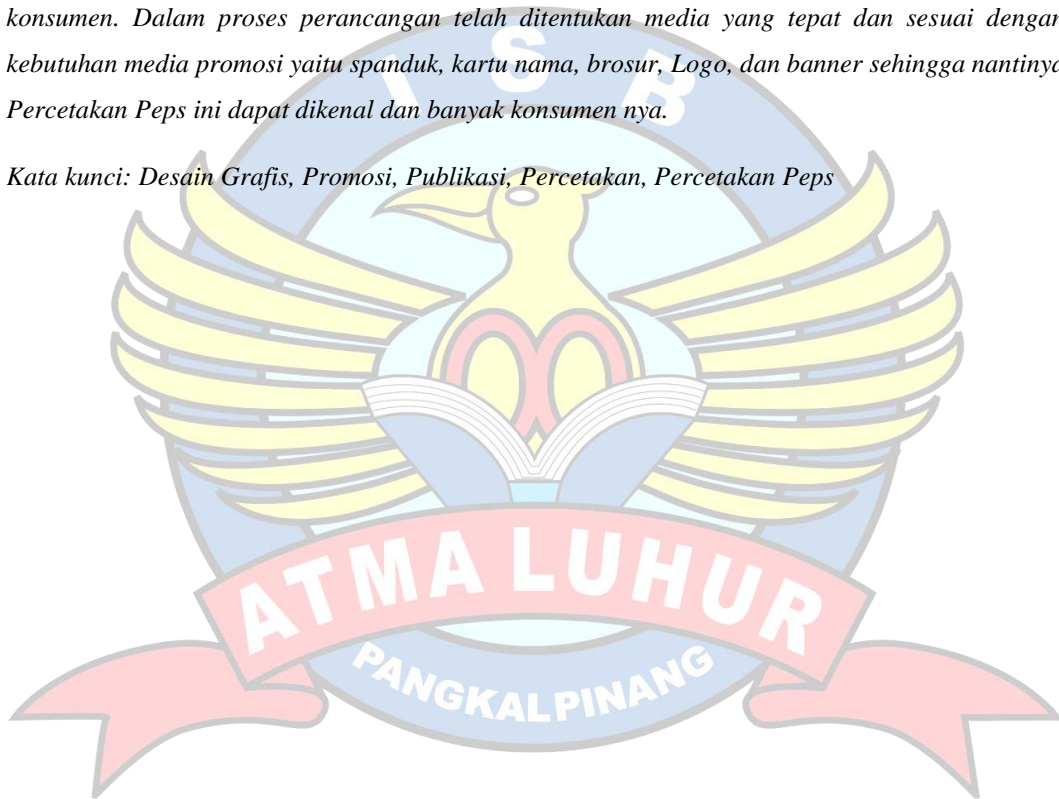 konsumen. Dalam proses perancangan telah ditentukan media yang tepat dan sesuai dengan
kebutuhan media promosi yaitu spanduk, kartu nama, brosur, Logo, dan banner sehingga nantinya
Percetakan Peps ini dapat dikenal dan banyak konsumen nya.
Kata kunci: Desain Grafis, Promosi, Publikasi, Percetakan, Percetakan Peps
ISB
ATMA LUHUR
PANGKALPINANG